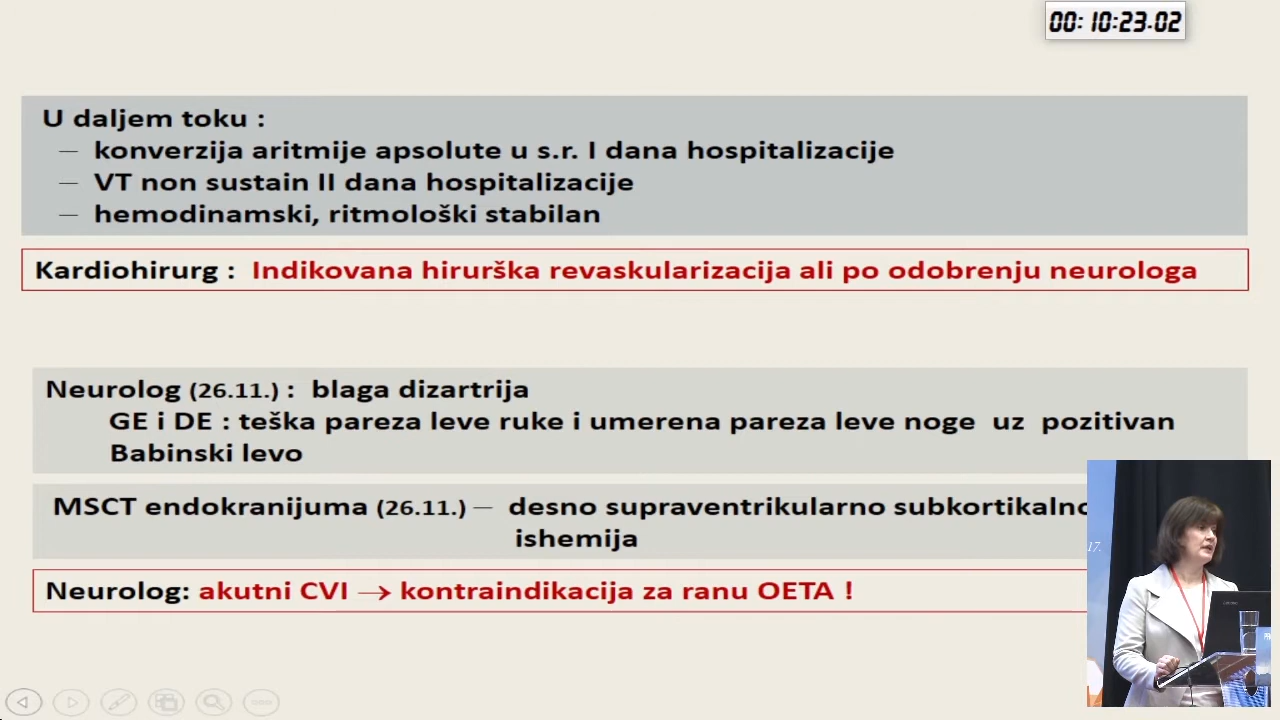 00:10:23.02
U daljem toku :
— konverzija aritmije apsolute u s.r. I dana hospitalizacije
— VT non sustain II dana hospitalizacije
— hemodinamski, ritmološki stabilan
Kardiohirurg : Indikovana hirurška revaskularizacija ali po odobrenju neurologa
Neurolog (26.11.) : blaga dizartrija
GE i DE : teška pareza leve ruke i umerena pareza leve noge uz pozitivan
Babinski levo
MSCT endokranijuma (26.11.) — desno supraventrikularno subkortikalno
ishemija
Neurolog: akutni CVI → kontraindikacija za ranu OETA !
17.